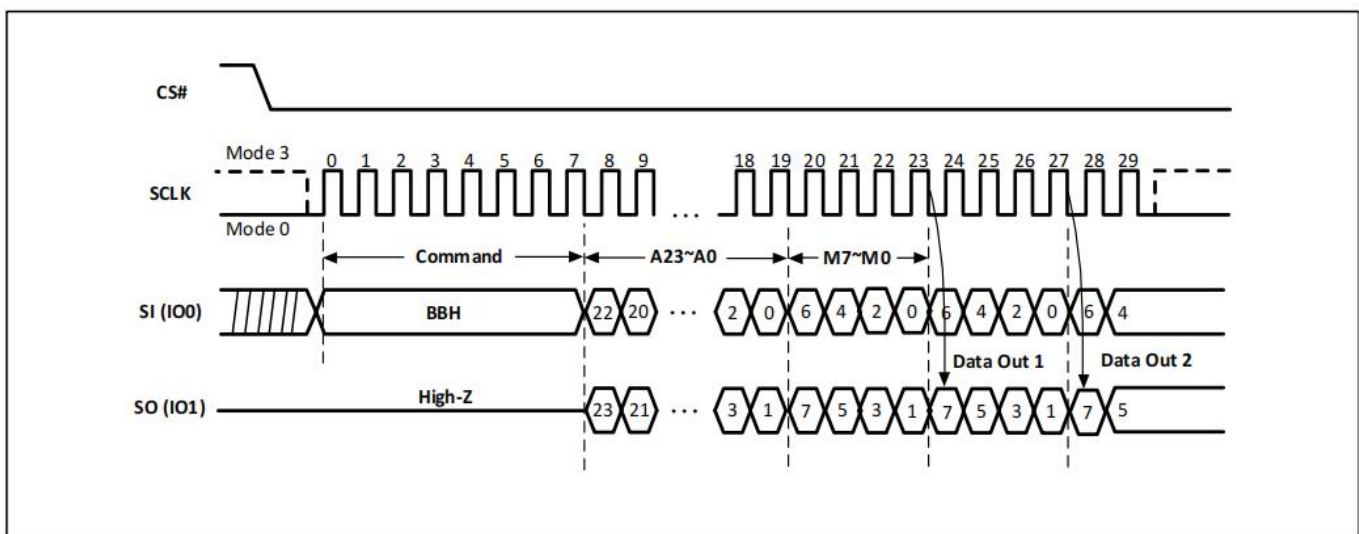 CS#
Mode 3
0 1 2 3 4 5 6 7 8 9 18 19 20 21 22 23 24 25 26 27 28 29
SCLK
...
Mode 0
Command A23~A0 M7~M0
SI (IO0) BBH 22 20 ... 2 0 6 4 2 0 6 4 2 0 6 4
Data Out 1 Data Out 2
High-Z
SO (IO1) 23 21 ... 3 1 7 5 3 1 7 5 3 1 7 5